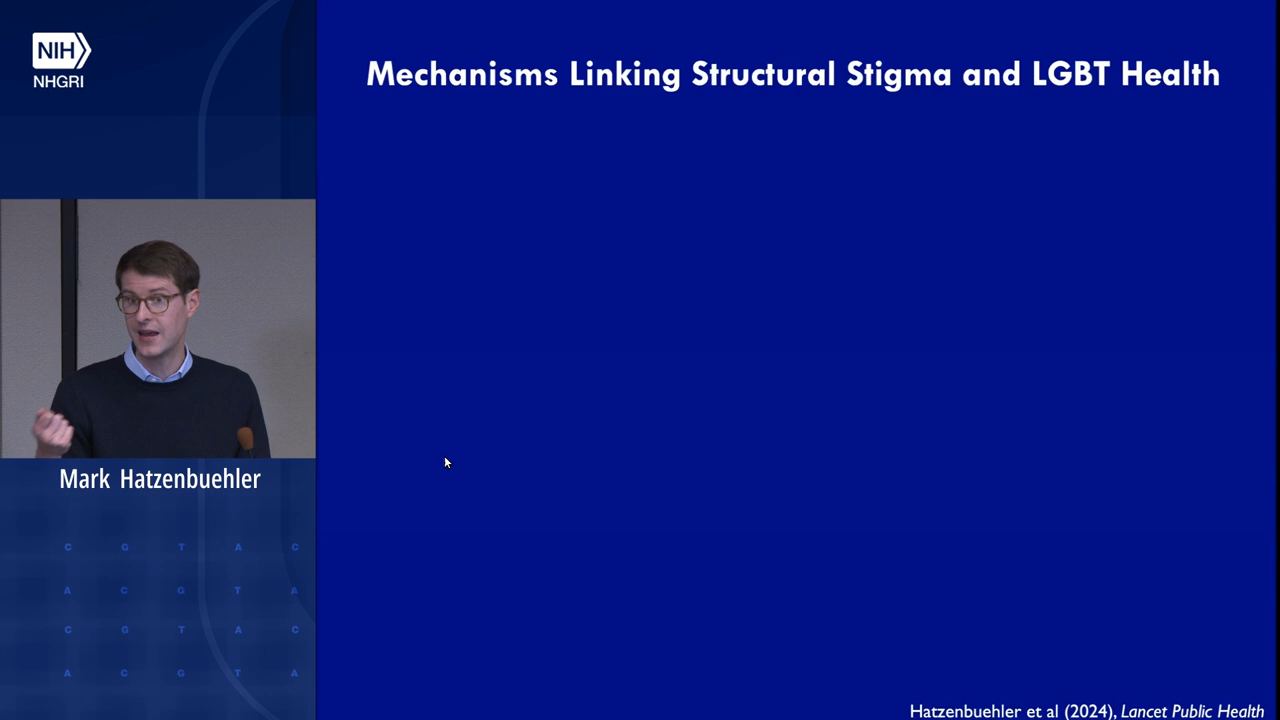 NIH
NHGRI
Mechanisms Linking Structural Stigma and LGBT Health
Mark Hatzenbuehler
C G T A C
A C G T A
C G T A C
A C G T A
Hatzenbuehler et al (2024), Lancet Public Health